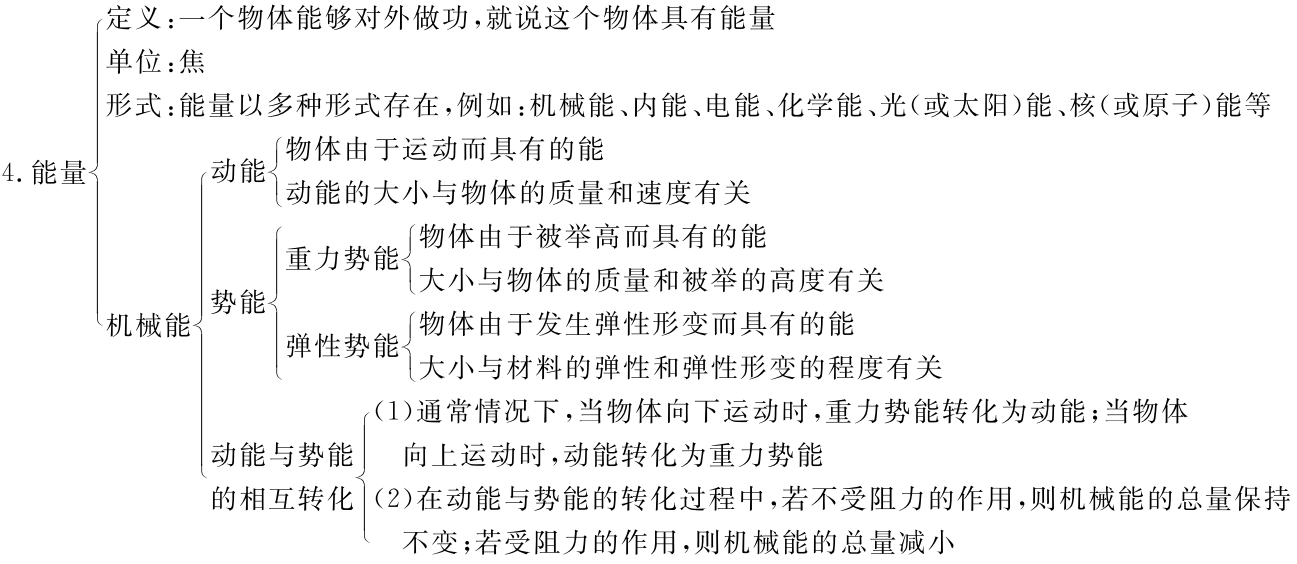 定义:一个物体能够对外做功,就说这个物体具有能量
单位:焦
形式:能量以多种形式存在,例如:机械能、内能、电能、化学能、光(或太阳)能、核(或原子)能等
4.能量
机械能
动能
物体由于运动而具有的能
动能的大小与物体的质量和速度有关
势能
重力势能
物体由于被举高而具有的能
大小与物体的质量和被举的高度有关
弹性势能
物体由于发生弹性形变而具有的能
大小与材料的弹性和弹性形变的程度有关
动能与势能
的相互转化
(1)通常情况下,当物体向下运动时,重力势能转化为动能;当物体
向上运动时,动能转化为重力势能
(2)在动能与势能的转化过程中,若不受阻力的作用,则机械能的总量保持
不变;若受阻力的作用,则机械能的总量减小